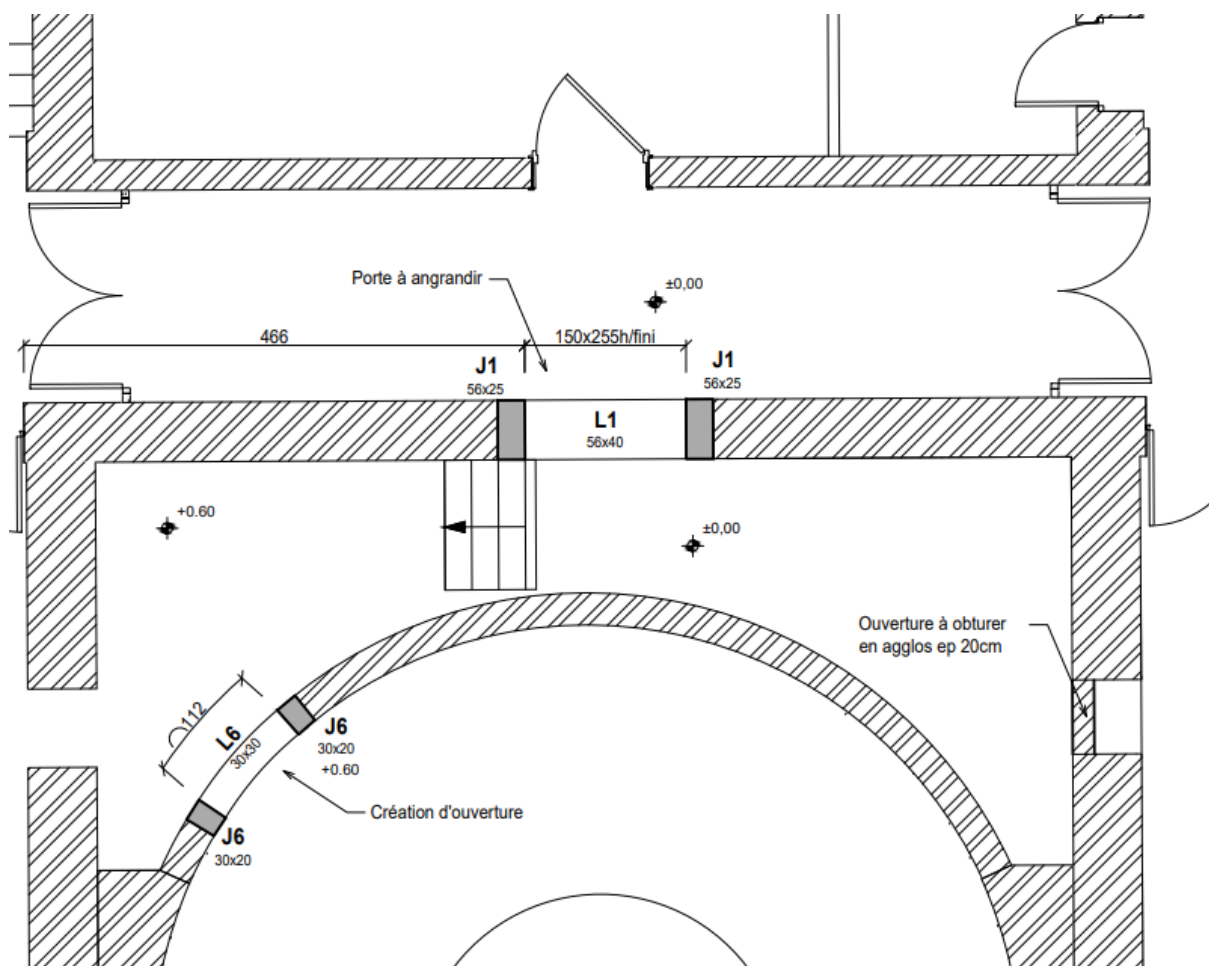 Porte à angrandir
±0,00
466
150x255h/fini
J1
56x25
J1
56x25
L1
56x40
+0.60
±0,00
Ouverture à obturer
en agglos ep 20cm
112
L6
30x30
J6
30x20
+0.60
Création d'ouverture
J6
30x20